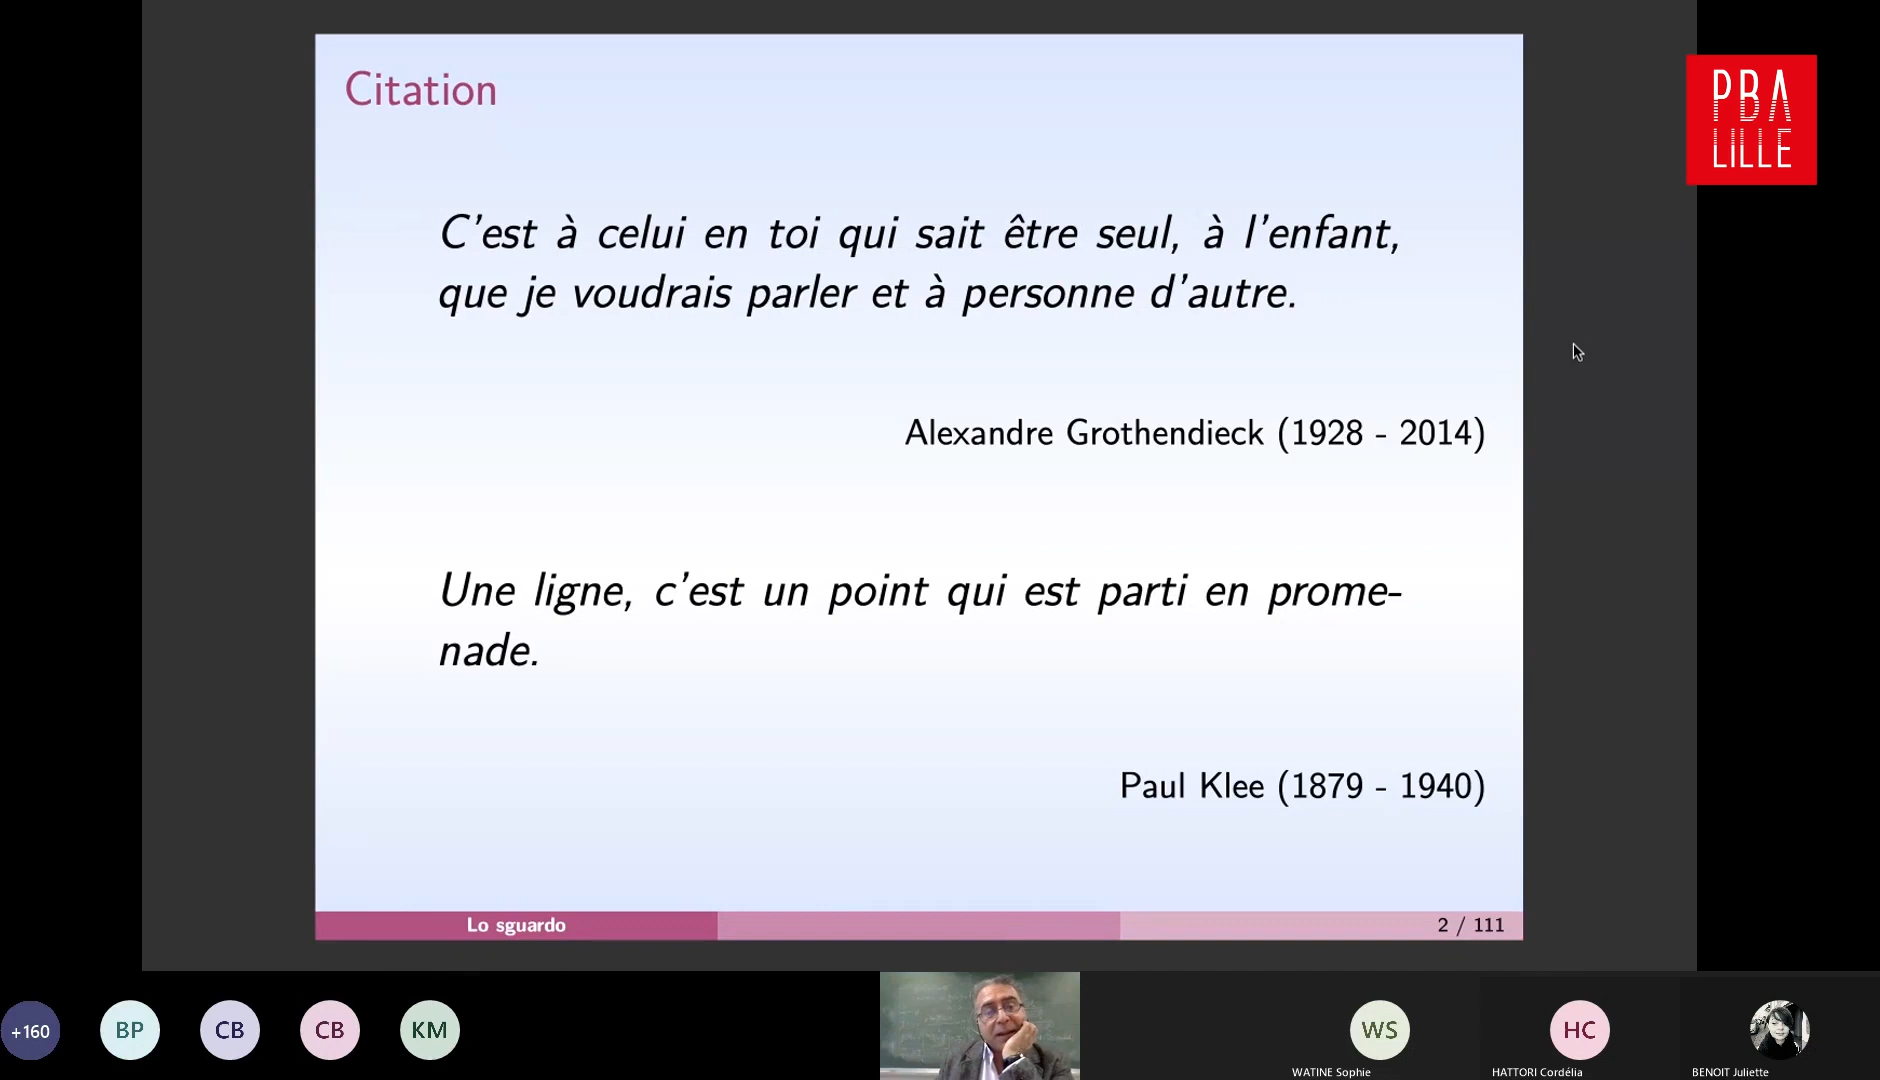 Citation
C'est à celui en toi qui sait être seul, à l'enfant,
que je voudrais parler et à personne d'autre.
Alexandre Grothendieck (1928 - 2014)
Une ligne, c'est un point qui est parti en prome-
nade.
Paul Klee (1879 - 1940)
Lo sguardo
2 / 111
PBA
LILLE
+160
BP
CB
CB
KM
WS
WATINE Sophie
HC
HATTORI Cordélia
BENOIT Juliette